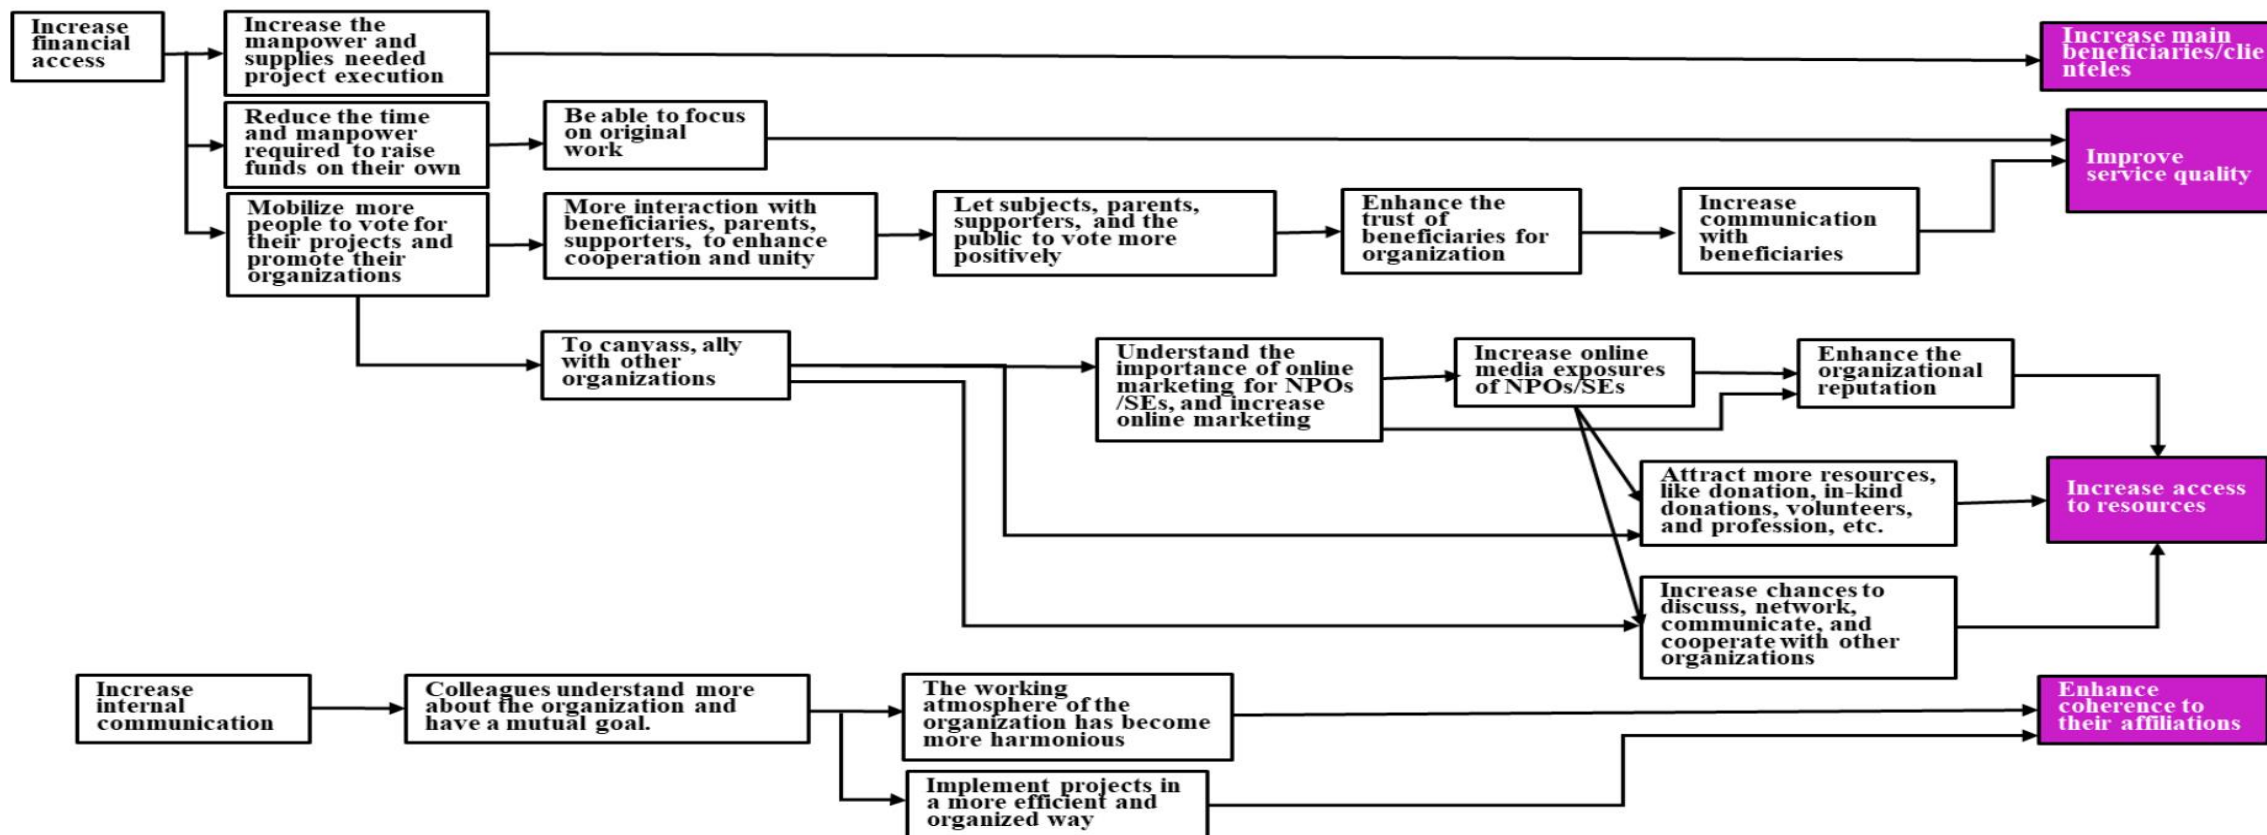 Increase
financial
access
Increase the
manpower and
supplies needed
project execution
Increase main
beneficiaries/clie
nteles
Reduce the time
and manpower
required to raise
funds on their own
Be able to focus
on original
work
Improve
service quality
Mobilize more
people to vote for
their projects and
promote their
organizations
More interaction with
beneficiaries, parents,
supporters, to enhance
cooperation and unity
Let subjects, parents,
supporters, and the
public to vote more
positively
Enhance the
trust of
beneficiaries for
organization
Increase
communication
with
beneficiaries
To canvass, ally
with other
organizations
Understand the
importance of online
marketing for NPOs
/SEs, and increase
online marketing
Increase online
media exposures
of NPOs/SEs
Enhance the
organizational
reputation
Attract more resources,
like donation, in-kind
donations, volunteers,
and profession, etc.
Increase access
to resources
Increase chances to
discuss, network,
communicate, and
cooperate with other
organizations
Increase
internal
communication
Colleagues understand more
about the organization and
have a mutual goal.
The working
atmosphere of the
organization has become
more harmonious
Enhance
coherence to
their affiliations
Implement projects in
a more efficient and
organized way